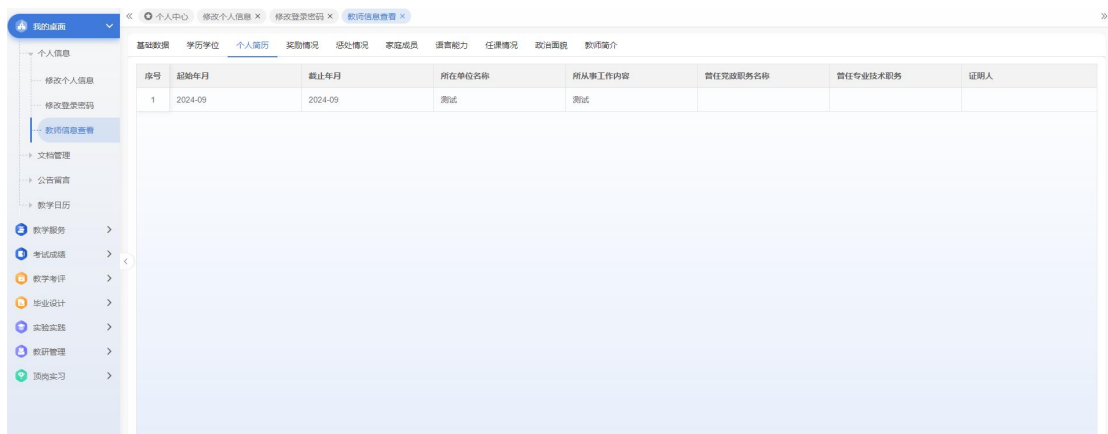 我的桌面
个人信息
修改个人信息
修改登录密码
教师信息查看
文档管理
公告留言
教学日历
教学服务
考试成绩
教学考评
毕业设计
实验实践
教研管理
顶岗实习
个人中心 修改个人信息 × 修改登录密码 × 教师信息查看 ×
基础数据 学历学位 个人简历 奖励情况 惩处情况 家庭成员 语言能力 任课情况 政治面貌 教师简介
序号 起始年月 截止年月 所在单位名称 所从事工作内容 曾任党政职务名称 曾任专业技术职务 证明人
1 2024-09 2024-09 测试 测试